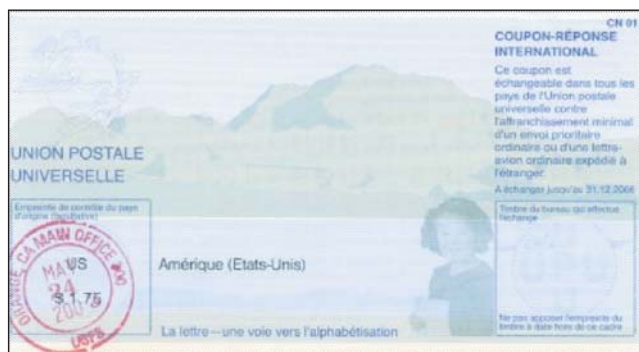 CN 01
COUPON-RÉPONSE
INTERNATIONAL
Ce coupon est
échangeable dans tous les
pays de l'Union postale
universelle contre
l'affranchissement minimal
d'un envoi prioritaire
ordinaire ou d'une lettre-
avion ordinaire expédié à
l'étranger.
A échanger jusqu'au 31.12.2006
UNION POSTALE
UNIVERSELLE
Empreinte de contrôle du pays
d'origine (facultative)
US
$ 1.75
ORANGE CA MAIN OFFICE
MAY
24
USPS
Amérique (Etats-Unis)
La lettre—une voie vers l'alphabétisation
Timbre du bureau qui effectue
l'échange
Ne pas apposer l'empreinte du
timbre à date hors de ce cadre